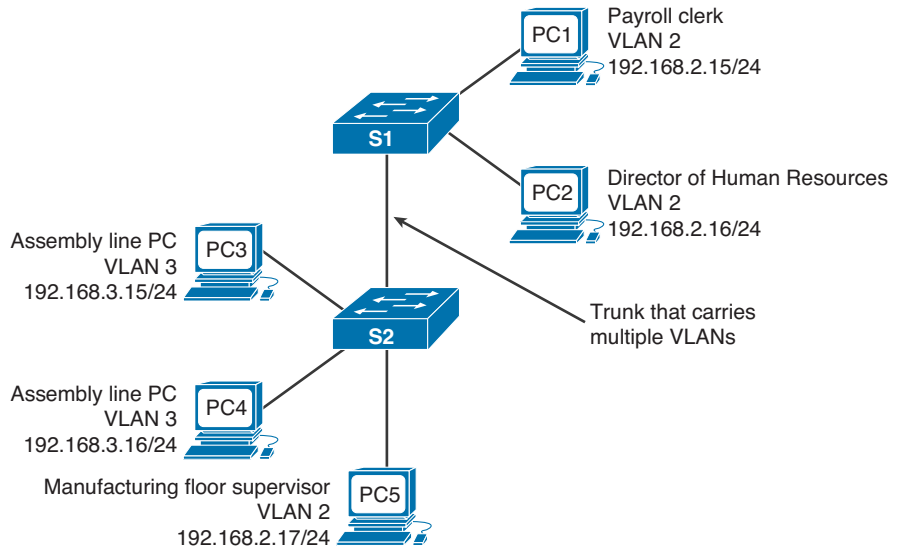 PC1
Payroll clerk
VLAN 2
192.168.2.15/24
S1
PC2
Director of Human Resources
VLAN 2
192.168.2.16/24
Assembly line PC
VLAN 3
192.168.3.15/24
PC3
Trunk that carries
multiple VLANs
S2
Assembly line PC
VLAN 3
192.168.3.16/24
PC4
Manufacturing floor supervisor
VLAN 2
192.168.2.17/24
PC5